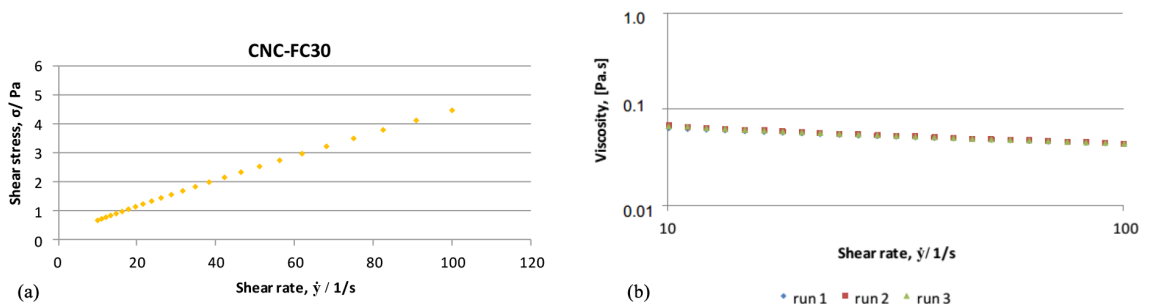 CNC-FC30
Shear stress, σ/ Pa
6
5
4
3
2
1
0
0 20 40 60 80 100 120
Shear rate, ẏ / 1/s
(a)
Viscosity, [Pa.s]
1.0
0.1
0.01
10 100
Shear rate, ẏ/ 1/s
(b)
run 1 run 2 run 3